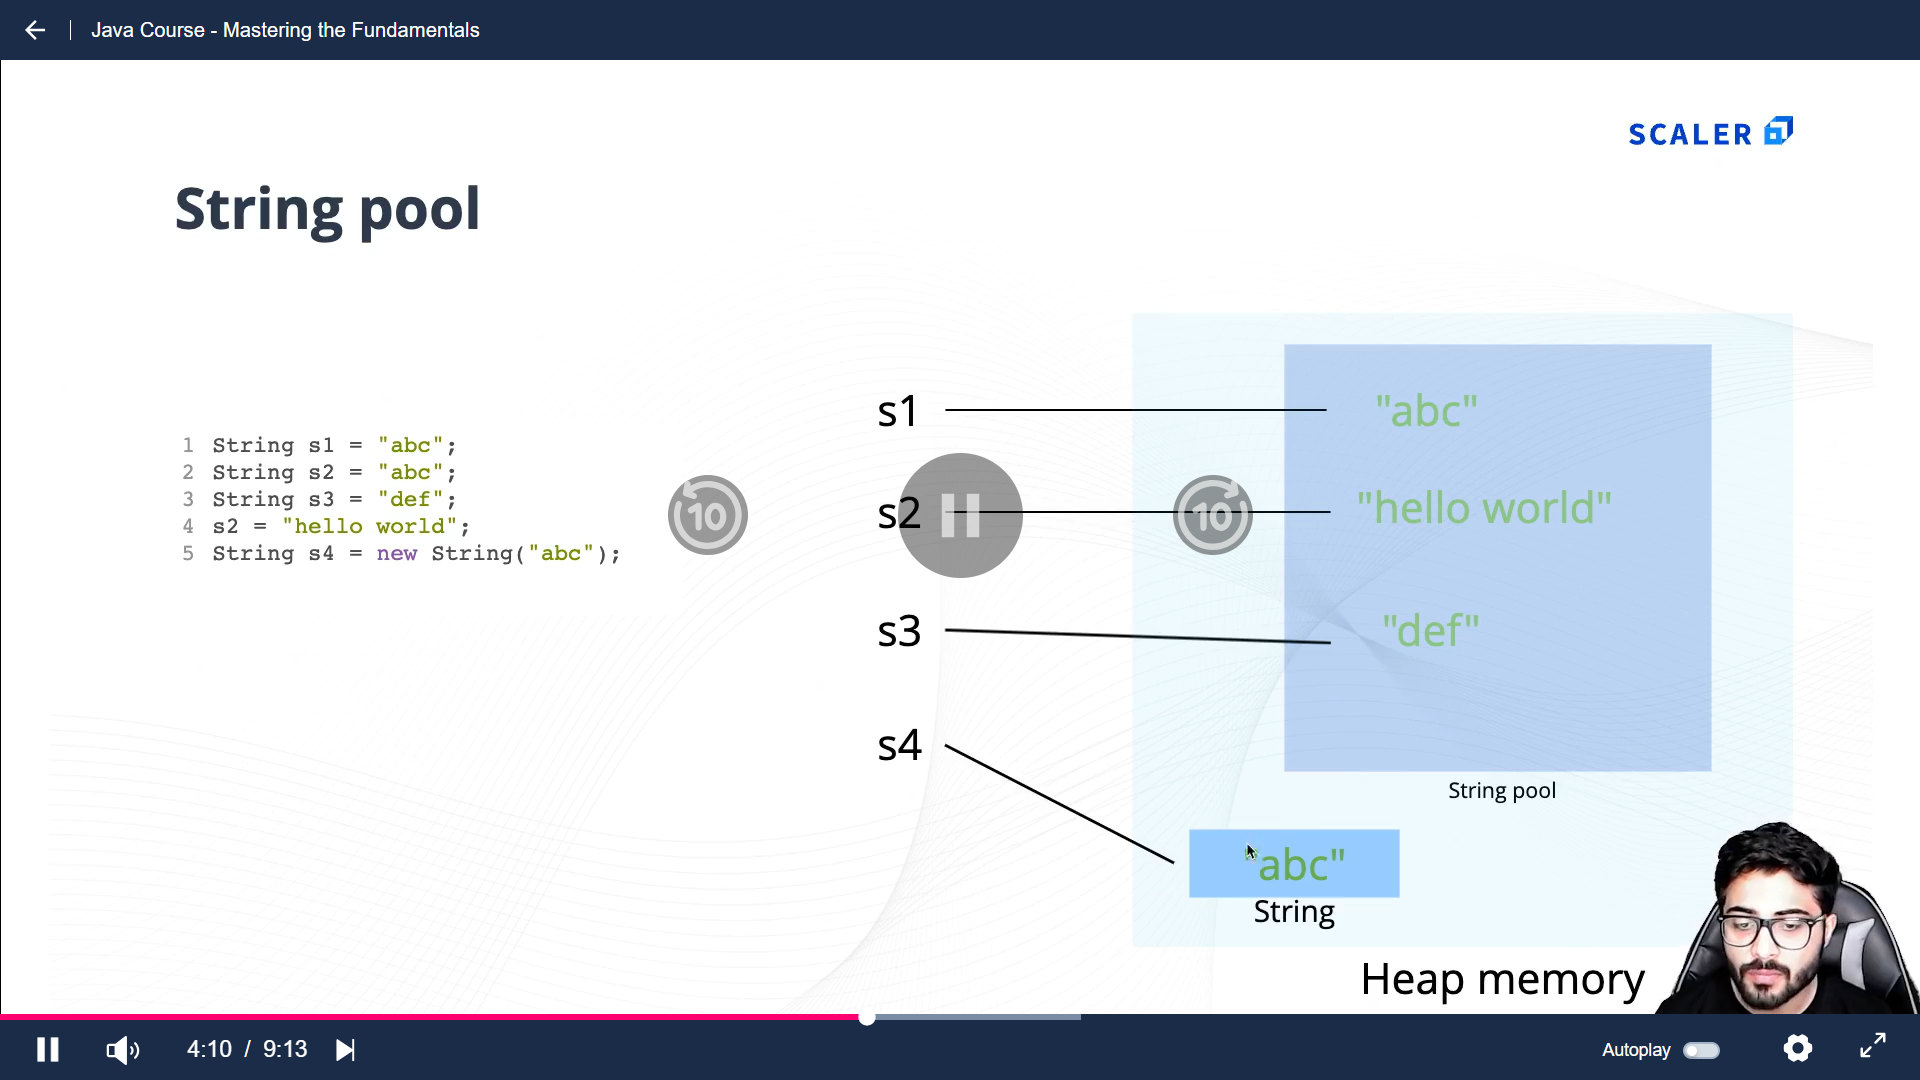 Java Course - Mastering the Fundamentals
SCALER
String pool
1 String s1 = "abc";
2 String s2 = "abc";
3 String s3 = "def";
4 s2 = "hello world";
5 String s4 = new String("abc");
s1
"abc"
10
s2
10
"hello world"
s3
"def"
s4
String pool
"abc"
String
Heap memory
4:10 / 9:13
Autoplay